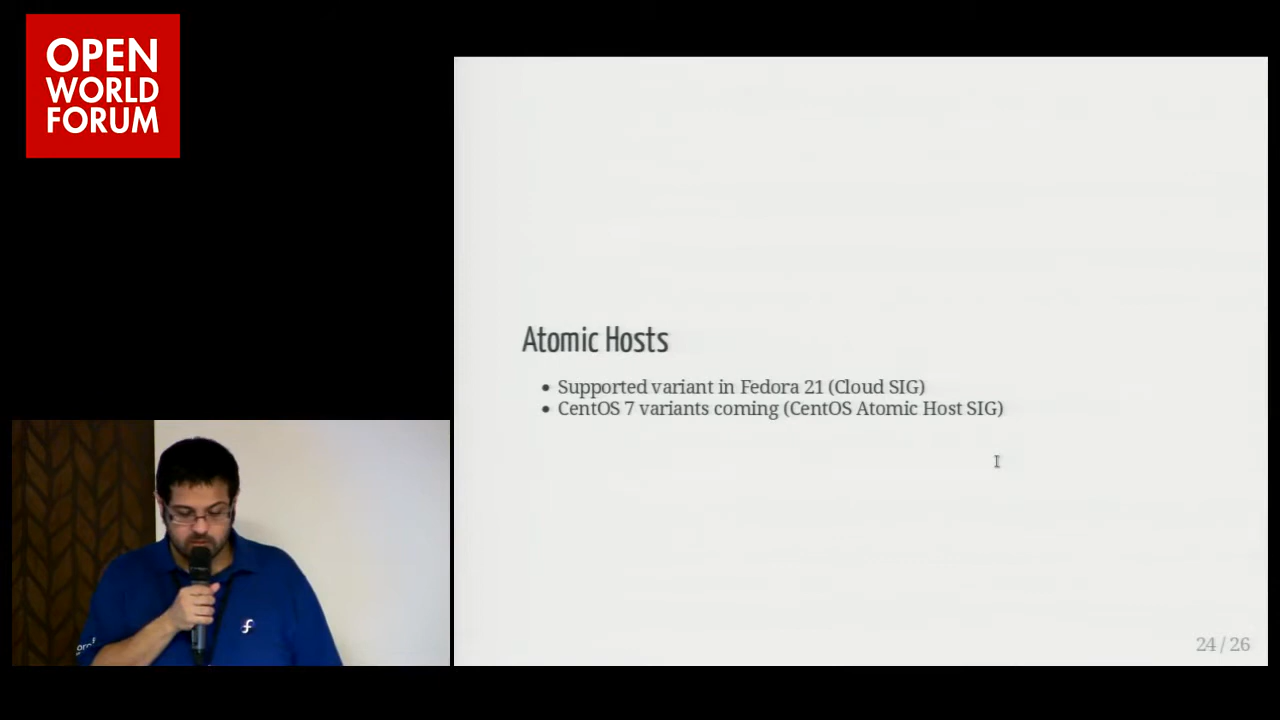 OPEN
WORLD
FORUM
Atomic Hosts
• Supported variant in Fedora 21 (Cloud SIG)
• CentOS 7 variants coming (CentOS Atomic Host SIG)
24 / 26